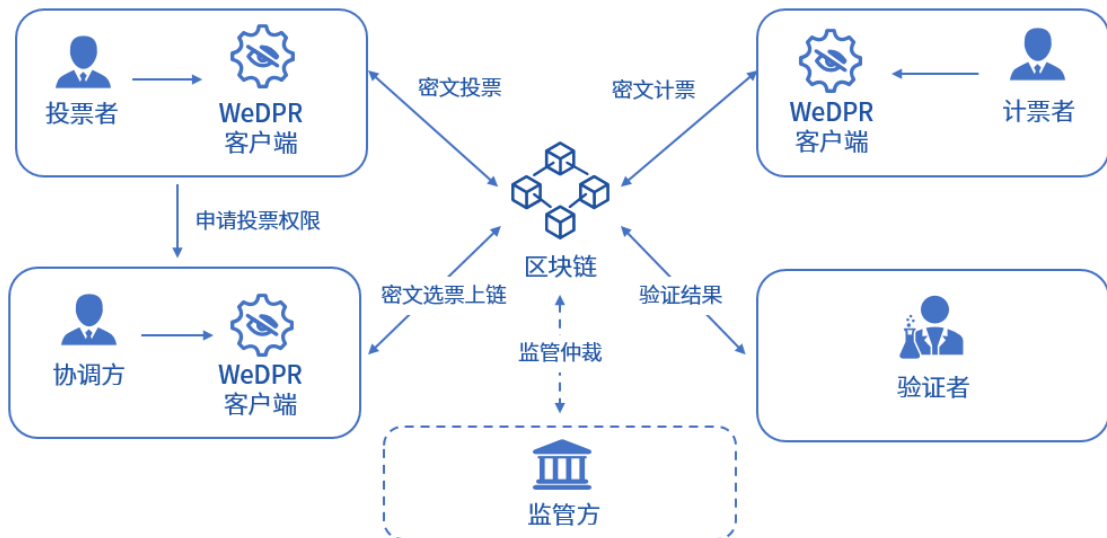 投票者
WeDPR
客户端
密文投票
密文计票
WeDPR
客户端
计票者
申请投票权限
区块链
协调方
WeDPR
客户端
密文选票上链
验证结果
监管仲裁
验证者
监管方